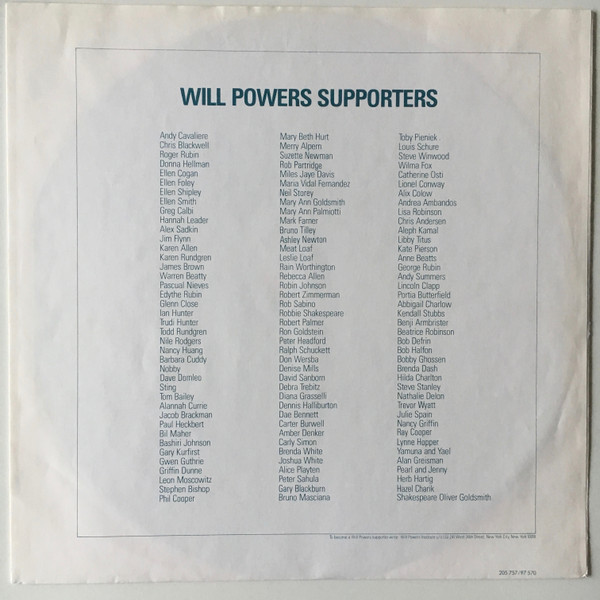 WILL POWERS SUPPORTERS
Andy Cavaliere
Chris Blackwell
Roger Rubin
Donna Hellman
Ellen Cogan
Ellen Foley
Ellen Shipley
Ellen Smith
Greg Calbi
Hannah Leader
Alex Sadkin
Jim Flynn
Karen Allen
Karen Rundgren
James Brown
Warren Beatty
Pascual Nieves
Edythe Rubin
Glenn Close
Ian Hunter
Trudi Hunter
Todd Rundgren
Nile Rodgers
Nancy Huang
Barbara Cuddy
Nobby
Dave Domleo
Sting
Tom Bailey
Alannah Currie
Jacob Brackman
Paul Heckbert
Bil Maher
Bashiri Johnson
Gary Kurfirst
Gwen Guthrie
Griffin Dunne
Leon Moscowitz
Stephen Bishop
Phil Cooper
Mary Beth Hurt
Merry Alpern
Suzette Newman
Rob Partridge
Miles Jaye Davis
Maria Vidal Fernandez
Neil Storey
Mary Ann Goldsmith
Mary Ann Palmiotti
Mark Farner
Bruno Tilley
Ashley Newton
Meat Loaf
Leslie Loaf
Rain Worthington
Rebecca Allen
Robin Johnson
Robert Zimmerman
Rob Sabino
Robbie Shakespeare
Robert Palmer
Ron Goldstein
Peter Headford
Ralph Schuckett
Don Wersba
Denise Mills
David Sanborn
Debra Trebitz
Diana Grasselli
Dennis Halliburton
Dae Bennett
Carter Burwell
Amber Denker
Carly Simon
Brenda White
Joshua White
Alice Playten
Peter Sahula
Gary Blackburn
Bruno Masciana
Toby Pieniek
Louis Schure
Steve Winwood
Wilma Fox
Catherine Osti
Lionel Conway
Alix Colow
Andrea Ambandos
Lisa Robinson
Chris Andersen
Aleph Kamal
Libby Titus
Kate Pierson
Anne Beatts
George Rubin
Andy Summers
Lincoln Clapp
Portia Butterfield
Abbigail Charlow
Kendall Stubbs
Benji Armbrister
Beatrice Robinson
Bob Defrin
Bob Halfon
Bobby Ghossen
Brenda Dash
Hilda Charlton
Steve Stanley
Nathalie Delon
Trevor Wyatt
Julie Spain
Nancy Griffin
Ray Cooper
Lynne Hopper
Yamuna and Yael
Alan Greisman
Pearl and Jenny
Herb Hartig
Hazel Charik
Shakespeare Oliver Goldsmith.